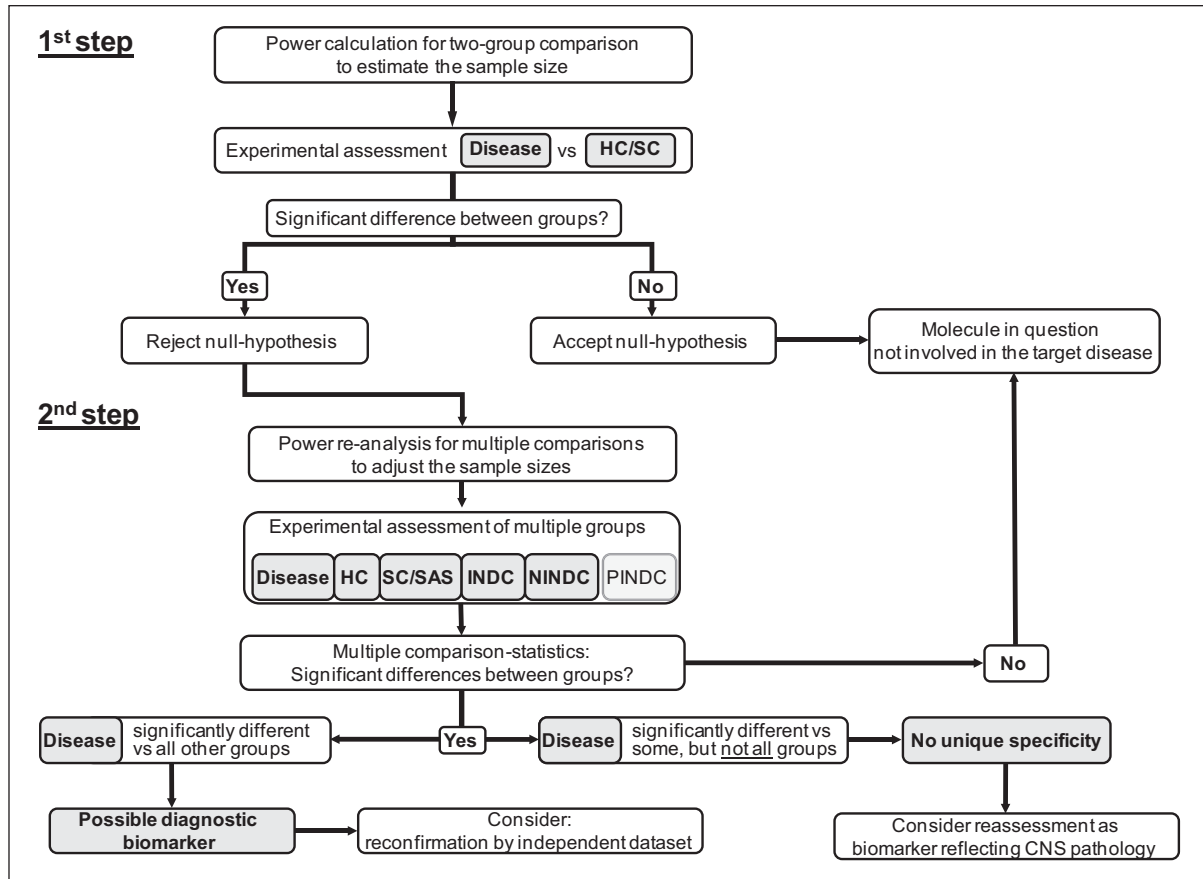 1st step
Power calculation for two-group comparison
to estimate the sample size
Experimental assessment Disease vs HC/SC
Significant difference between groups?
Yes
No
Reject null-hypothesis
Accept null-hypothesis
Molecule in question
not involved in the target disease
2nd step
Power re-analysis for multiple comparisons
to adjust the sample sizes
Experimental assessment of multiple groups
Disease HC SC/SAS INDC NINDC PINDC
Multiple comparison-statistics:
Significant differences between groups?
No
Yes
Disease significantly different
vs all other groups
Disease significantly different vs
some, but not all groups
No unique specificity
Possible diagnostic
biomarker
Consider:
reconfirmation by independent dataset
Consider reassessment as
biomarker reflecting CNS pathology